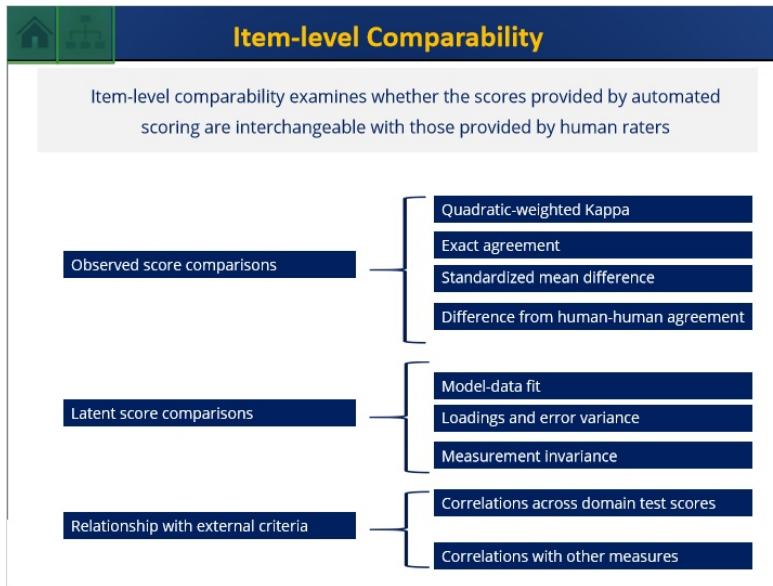 Item-level Comparability
Item-level comparability examines whether the scores provided by automated
scoring are interchangeable with those provided by human raters
Observed score comparisons
Quadratic-weighted Kappa
Exact agreement
Standardized mean difference
Difference from human-human agreement
Latent score comparisons
Model-data fit
Loadings and error variance
Measurement invariance
Relationship with external criteria
Correlations across domain test scores
Correlations with other measures